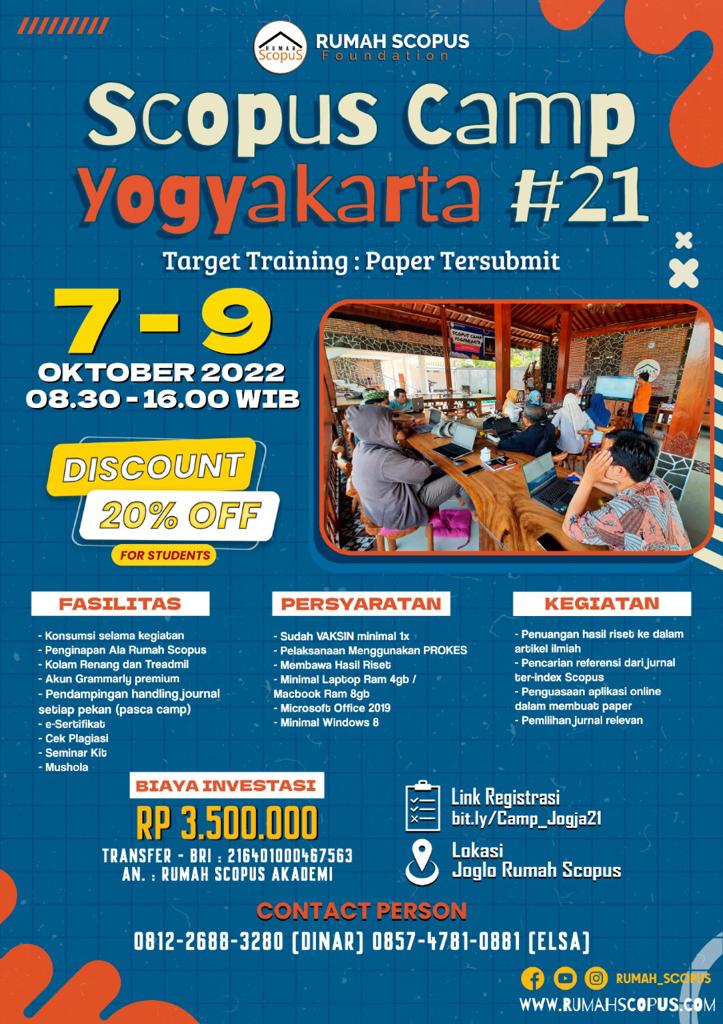 RUMAH
ScopuS
RUMAH SCOPUS
Foundation
Scopus Camp
Yogyakarta #21
Target Training : Paper Tersubmit
7 - 9
OKTOBER 2022
08.30 - 16.00 WIB
SCOPUS CAMP
YOGYAKARTA
DISCOUNT
20% OFF
FOR STUDENTS
FASILITAS
- Konsumsi selama kegiatan
- Penginapan Ala Rumah Scopus
- Kolam Renang dan Treadmil
- Akun Grammarly premium
- Pendampingan handling journal
setiap pekan (pasca camp)
- e-Sertifikat
- Cek Plagiasi
- Seminar Kit
- Mushola
PERSYARATAN
- Sudah VAKSIN minimal 1x
- Pelaksanaan Menggunakan PROKES
- Membawa Hasil Riset
- Minimal Laptop Ram 4gb /
Macbook Ram 8gb
- Microsoft Office 2019
- Minimal Windows 8
KEGIATAN
- Penuangan hasil riset ke dalam
artikel ilmiah
- Pencarian referensi dari jurnal
ter-index Scopus
- Penguasaan aplikasi online
dalam membuat paper
- Pemilihan jurnal relevan
BIAYA INVESTASI
RP 3.500.000
TRANSFER - BRI : 216401000467563
AN. : RUMAH SCOPUS AKADEMI
Link Registrasi
bit.ly/Camp_Jogja21
Lokasi
Joglo Rumah Scopus
CONTACT PERSON
0812-2688-3280 (DINAR) 0857-4781-0881 (ELSA)
RUMAH_SCOPUS
WWW.RUMAHSCOPUS.COM